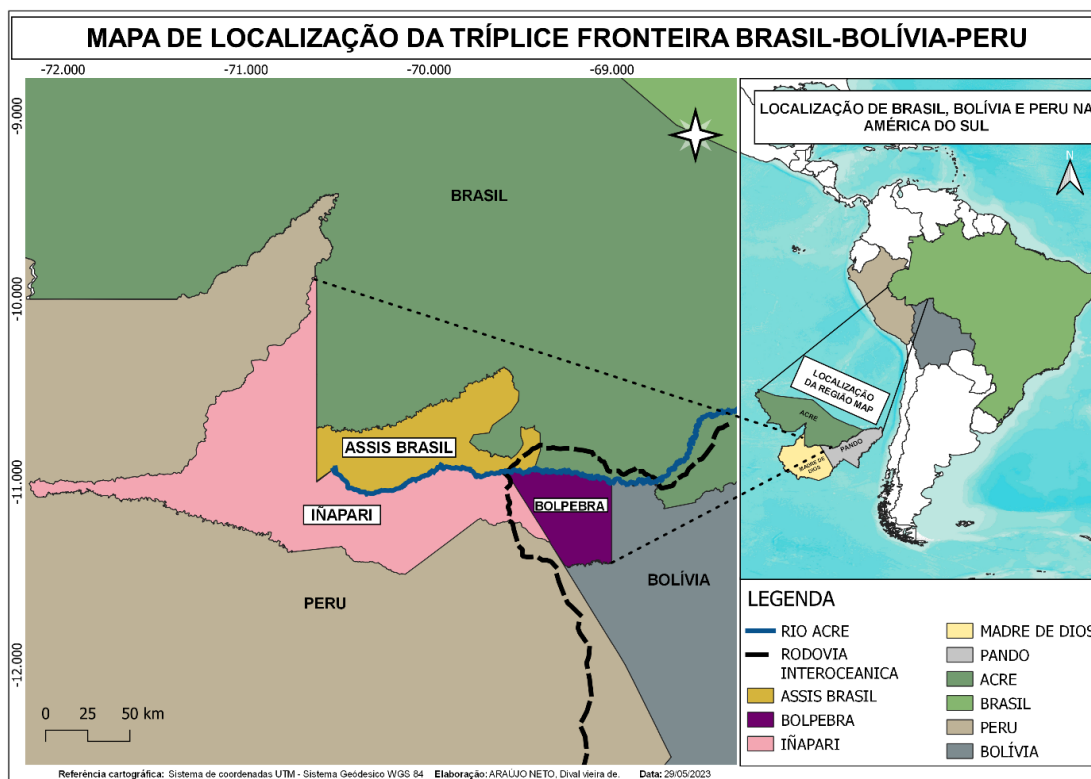 MAPA DE LOCALIZAÇÃO DA TRÍPLICE FRONTEIRA BRASIL-BOLÍVIA-PERU
-72.000 -71.000 -70.000 -69.000
-9.000
-10.000
-11.000
-12.000
BRASIL
ASSIS BRASIL
IÑAPARI
BOLPEBRA
BOLÍVIA
PERU
0 25 50 km
LOCALIZAÇÃO DE BRASIL, BOLÍVIA E PERU NA
AMÉRICA DO SUL
N
LOCALIZAÇÃO
DA REGIÃO MAP
ACRE
PANDO
MADRE DE
DIOS
LEGENDA
RIO ACRE
RODOVIA
INTEROCEANICA
ASSIS BRASIL
BOLPEBRA
IÑAPARI
MADRE DE DIOS
PANDO
ACRE
BRASIL
PERU
BOLÍVIA
Referência cartográfica: Sistema de coordenadas UTM - Sistema Geódesico WGS 84 Elaboração: ARAÚJO NETO, Dival vieira de. Data: 29/05/2023